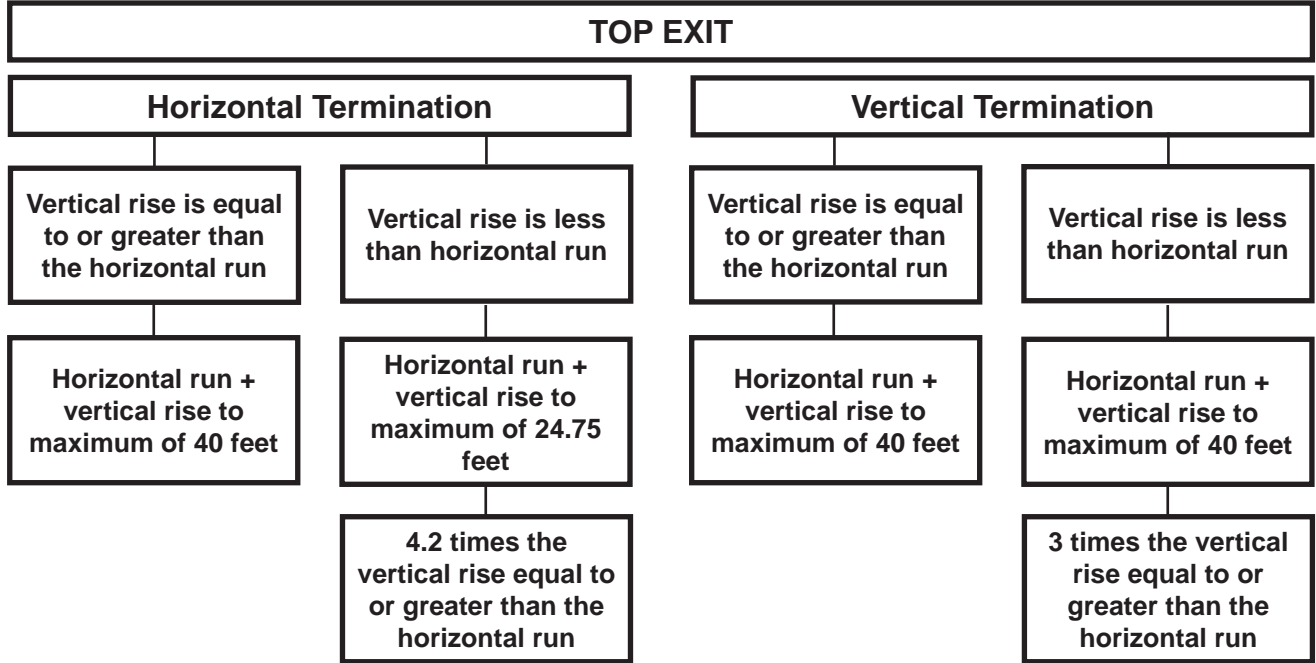 TOP EXIT
Horizontal Termination
Vertical rise is equal
to or greater than
the horizontal run
Horizontal run +
vertical rise to
maximum of 40 feet
Vertical rise is less
than horizontal run
Horizontal run +
vertical rise to
maximum of 24.75
feet
4.2 times the
vertical rise equal to
or greater than the
horizontal run
Vertical Termination
Vertical rise is equal
to or greater than
the horizontal run
Horizontal run +
vertical rise to
maximum of 40 feet
Vertical rise is less
than horizontal run
Horizontal run +
vertical rise to
maximum of 40 feet
3 times the vertical
rise equal to or
greater than the
horizontal run